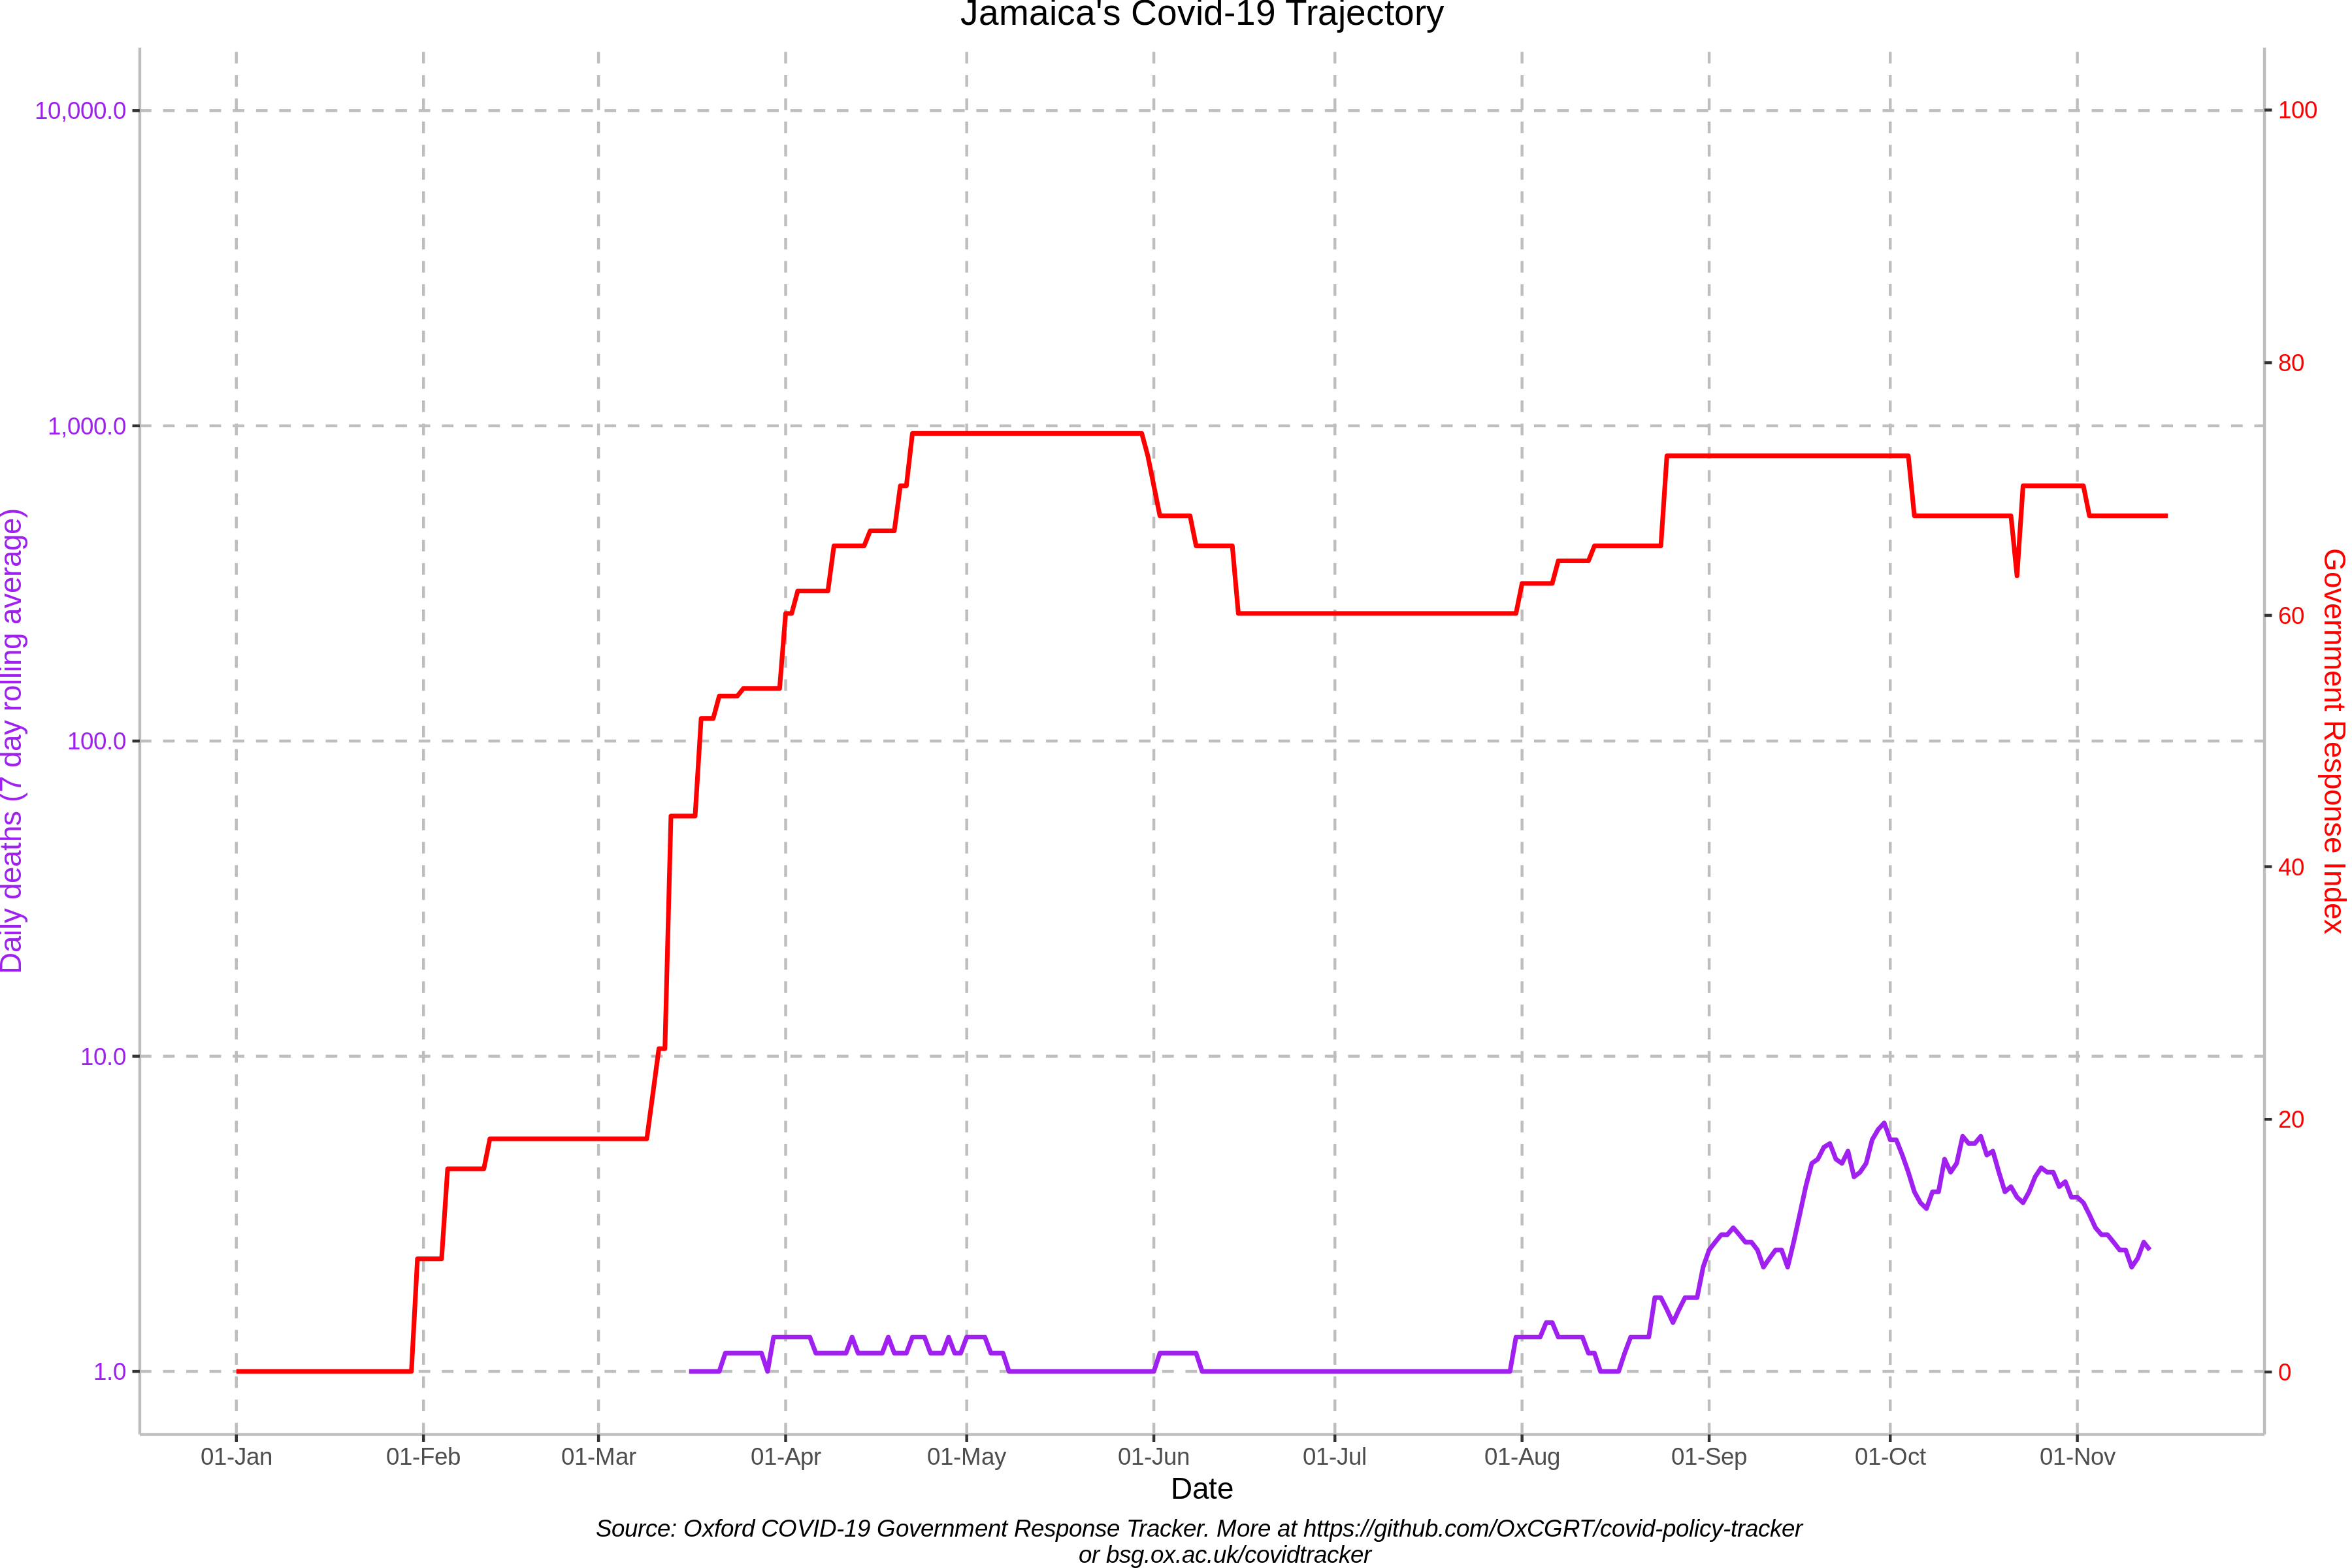 Jamaica's Covid-19 Trajectory
10,000.0
1,000.0
100.0
10.0
1.0
Daily deaths (7 day rolling average)
100
80
60
40
20
0
Government Response Index
01-Jan 01-Feb 01-Mar 01-Apr 01-May 01-Jun 01-Jul 01-Aug 01-Sep 01-Oct 01-Nov
Date
Source: Oxford COVID-19 Government Response Tracker. More at https://github.com/OxCGRT/covid-policy-tracker
or bsg.ox.ac.uk/covidtracker